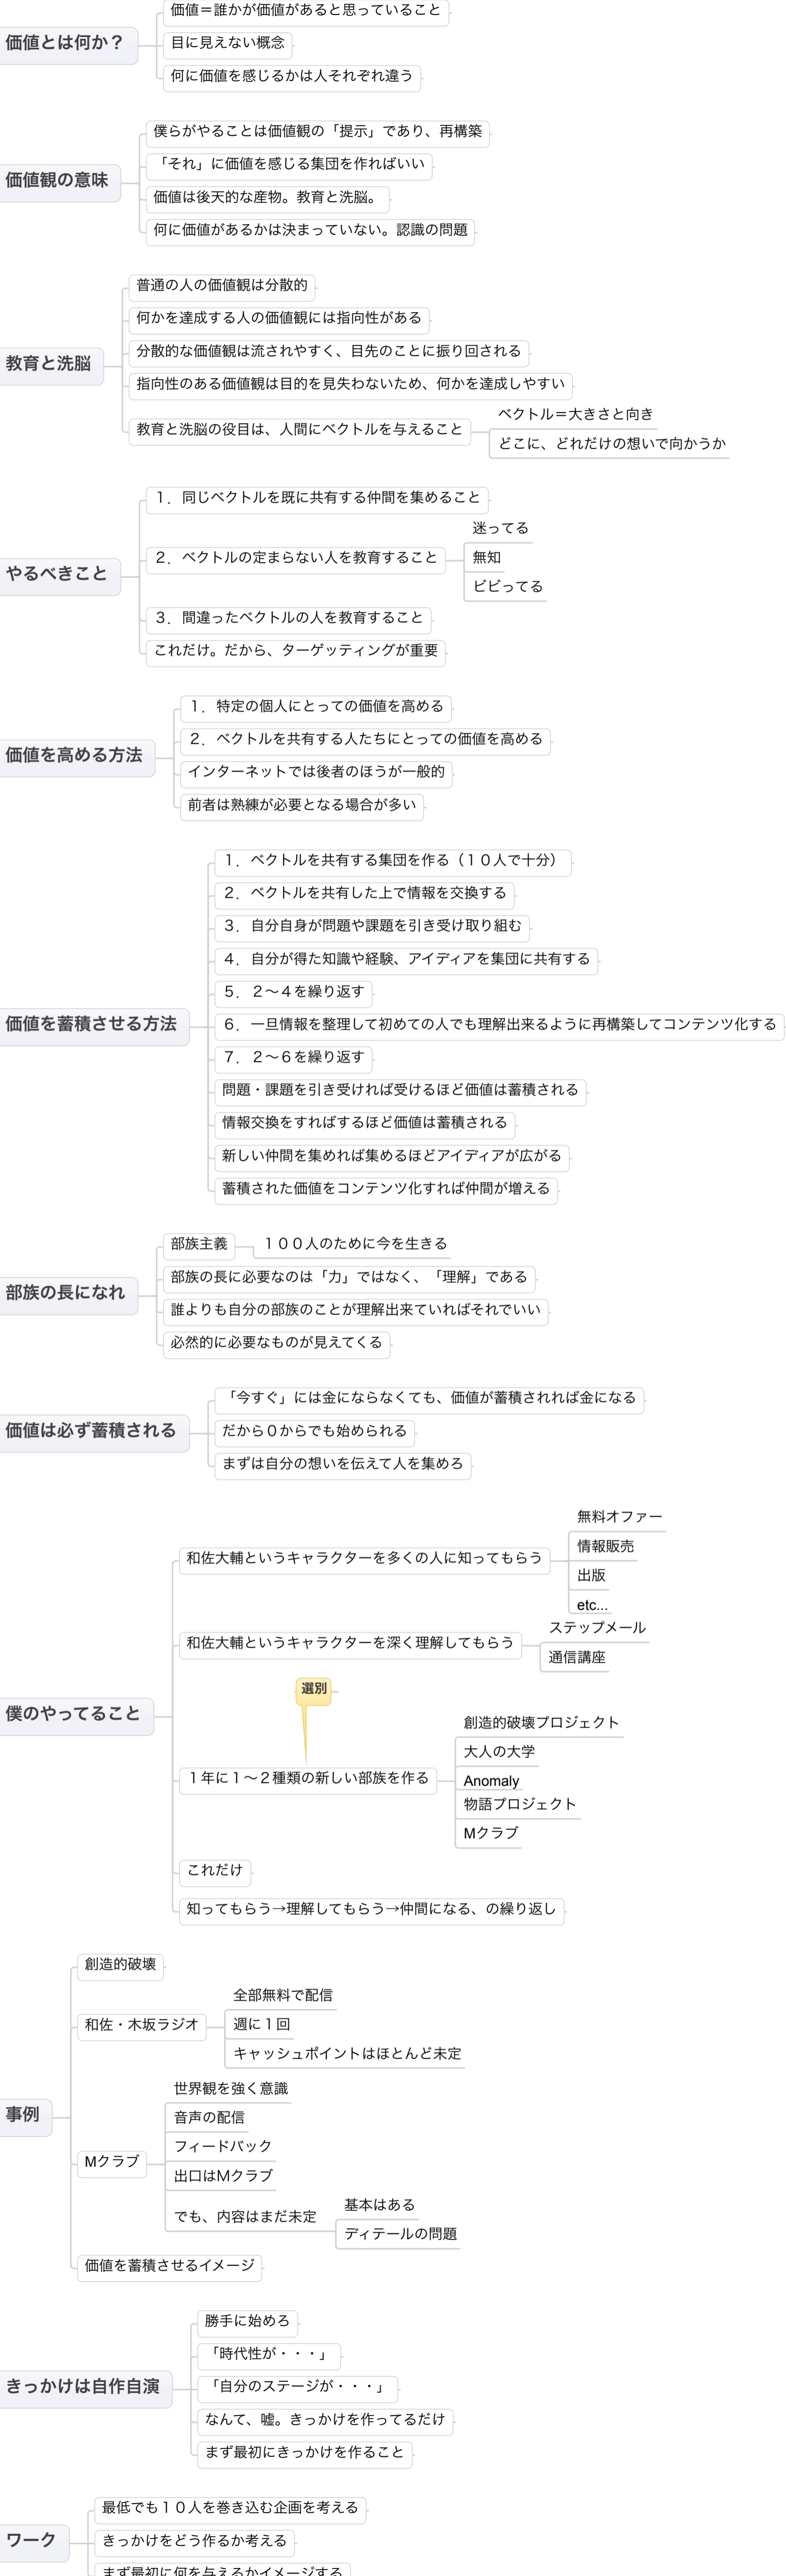 価値とは何か？
価値＝誰かが価値があると思っていること
目に見えない概念
何に価値を感じるかは人それぞれ違う
価値観の意味
僕らがやることは価値観の「提示」であり、再構築
「それ」に価値を感じる集団を作ればいい
価値は後天的な産物。教育と洗脳。
何に価値があるかは決まっていない。認識の問題
教育と洗脳
普通の人の価値観は分散的
何かを達成する人の価値観には指向性がある
分散的な価値観は流されやすく、目先のことに振り回される
指向性のある価値観は目的を見失わないため、何かを達成しやすい
教育と洗脳の役目は、人間にベクトルを与えること
ベクトル＝大きさと向き
どこに、どれだけの想いで向かうか
やるべきこと
１．同じベクトルを既に共有する仲間を集めること
２．ベクトルの定まらない人を教育すること
迷ってる
無知
ビビってる
３．間違ったベクトルの人を教育すること
これだけ。だから、ターゲッティングが重要
価値を高める方法
１．特定の個人にとっての価値を高める
２．ベクトルを共有する人たちにとっての価値を高める
インターネットでは後者のほうが一般的
前者は熟練が必要となる場合が多い
価値を蓄積させる方法
１．ベクトルを共有する集団を作る（１０人で十分）
２．ベクトルを共有した上で情報を交換する
３．自分自身が問題や課題を引き受け取り組む
４．自分が得た知識や経験、アイディアを集団に共有する
５．２〜４を繰り返す
６．一旦情報を整理して初めての人でも理解出来るように再構築してコンテンツ化する
７．２〜６を繰り返す
問題・課題を引き受ければ受けるほど価値は蓄積される
情報交換をすればするほど価値は蓄積される
新しい仲間を集めれば集めるほどアイディアが広がる
蓄積された価値をコンテンツ化すれば仲間が増える
部族の長になれ
部族主義
１００人のために今を生きる
部族の長に必要なのは「力」ではなく、「理解」である
誰よりも自分の部族のことが理解出来ていればそれでいい
必然的に必要なものが見えてくる
価値は必ず蓄積される
「今すぐ」には金にならなくても、価値が蓄積されれば金になる
だから０からでも始められる
まずは自分の想いを伝えて人を集めろ
僕のやってること
和佐大輔というキャラクターを多くの人に知ってもらう
無料オファー
情報販売
出版
etc...
和佐大輔というキャラクターを深く理解してもらう
ステップメール
通信講座
選別
１年に１〜２種類の新しい部族を作る
創造的破壊プロジェクト
大人の大学
Anomaly
物語プロジェクト
Mクラブ
これだけ
知ってもらう→理解してもらう→仲間になる、の繰り返し
事例
創造的破壊
和佐・木坂ラジオ
全部無料で配信
週に１回
キャッシュポイントはほとんど未定
Mクラブ
世界観を強く意識
音声の配信
フィードバック
出口はMクラブ
でも、内容はまだ未定
基本はある
ディテールの問題
価値を蓄積させるイメージ
きっかけは自作自演
勝手に始めろ
「時代性が・・・」
「自分のステージが・・・」
なんて、嘘。きっかけを作ってるだけ
まず最初にきっかけを作ること
ワーク
最低でも１０人を巻き込む企画を考える
きっかけをどう作るか考える
まず最初に何を与えるかイメージする